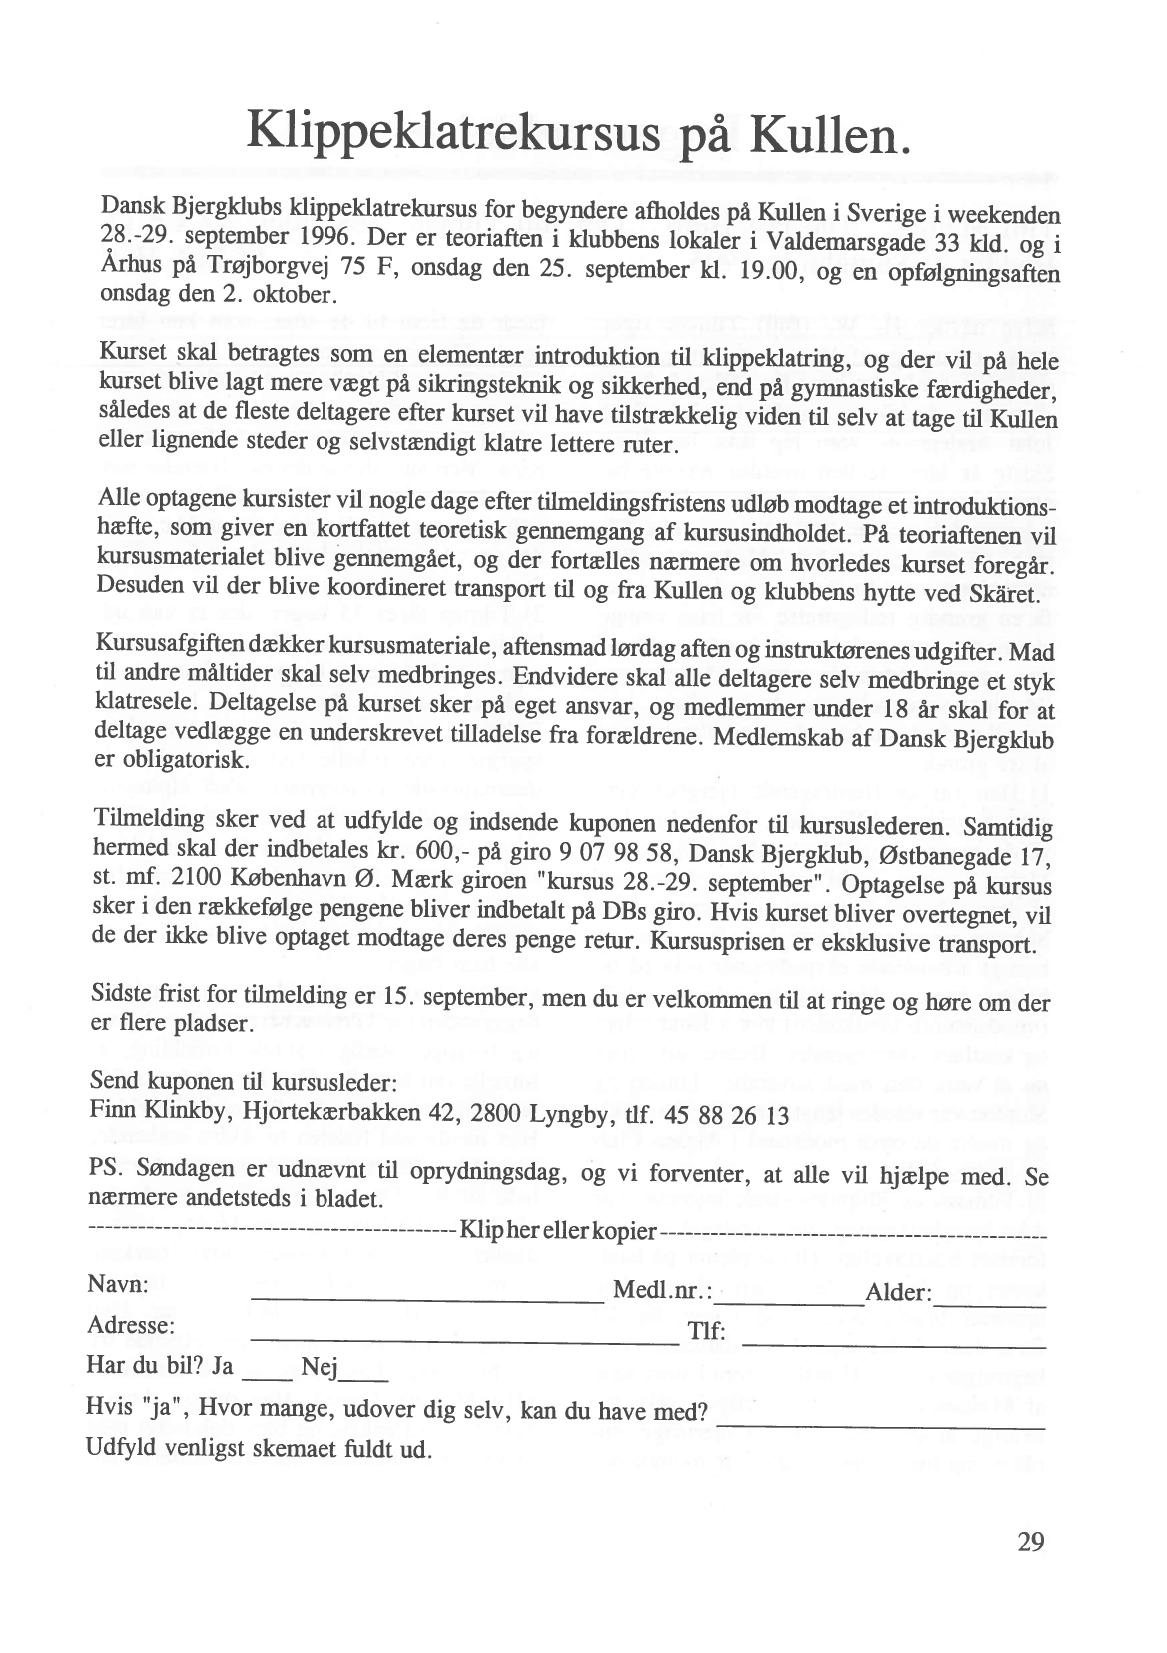 Klippeklatrekursus på Kullen.
Dansk Bjergklubs klippeklatrekursus for begyndere afholdes på Kullen i Sverige i weekenden
28.-29. september 1996. Der er teoriaften i klubbens lokaler i Valdemarsgade 33 kld. og i
Århus på Trøjborgvej 75 F, onsdag den 25. september kl. 19.00, og en opfølgningsaften
onsdag den 2. oktober.
Kurset skal betragtes som en elementær introduktion til klippeklatring, og der vil på hele
kurset blive lagt mere vægt på sikringsteknik og sikkerhed, end på gymnastiske færdigheder,
således at de fleste deltagere efter kurset vil have tilstrækkelig viden til selv at tage til Kullen
eller lignende steder og selvstændigt klatre lettere ruter.
Alle optagene kursister vil nogle dage efter tilmeldingsfristens udløb modtage et introduktions-
hæfte, som giver en kortfattet teoretisk gennemgang af kursusindholdet. På teoriaftenen vil
kursusmaterialet blive gennemgået, og der fortælles nærmere om hvorledes kurset foregår.
Desuden vil der blive koordineret transport til og fra Kullen og klubbens hytte ved Skäret.
Kursusafgiften dækker kursusmateriale, aftensmad lørdag aften og instruktørenes udgifter. Mad
til andre måltider skal selv medbringes. Endvidere skal alle deltagere selv medbringe et styk
klatresele. Deltagelse på kurset sker på eget ansvar, og medlemmer under 18 år skal for at
deltage vedlægge en underskrevet tilladelse fra forældrene. Medlemskab af Dansk Bjergklub
er obligatorisk.
Tilmelding sker ved at udfylde og indsende kuponen nedenfor til kursuslederen. Samtidig
hermed skal der indbetales kr. 600,- på giro 9 07 98 58, Dansk Bjergklub, Østbanegade 17,
st. mf. 2100 København Ø. Mærk giroen "kursus 28.-29. september". Optagelse på kursus
sker i den rækkefølge pengene bliver indbetalt på DBs giro. Hvis kurset bliver overtegnet, vil
de der ikke blive optaget modtage deres penge retur. Kursusprisen er eksklusive transport.
Sidste frist for tilmelding er 15. september, men du er velkommen til at ringe og høre om der
er flere pladser.
Send kuponen til kursusleder:
Finn Klinkby, Hjortekærbakken 42, 2800 Lyngby, tlf. 45 88 26 13
PS. Søndagen er udnævnt til oprydningsdag, og vi forventer, at alle vil hjælpe med. Se
nærmere andetsteds i bladet.
--------------------------------------------Klip her eller kopier----------------------------------------------
Navn: ____________________ Medl.nr.:__________Alder:________
Adresse: ____________________ Tlf: ____________________
Har du bil? Ja ____ Nej____
Hvis "ja", Hvor mange, udover dig selv, kan du have med? ____________________
Udfyld venligst skemaet fuldt ud.
29